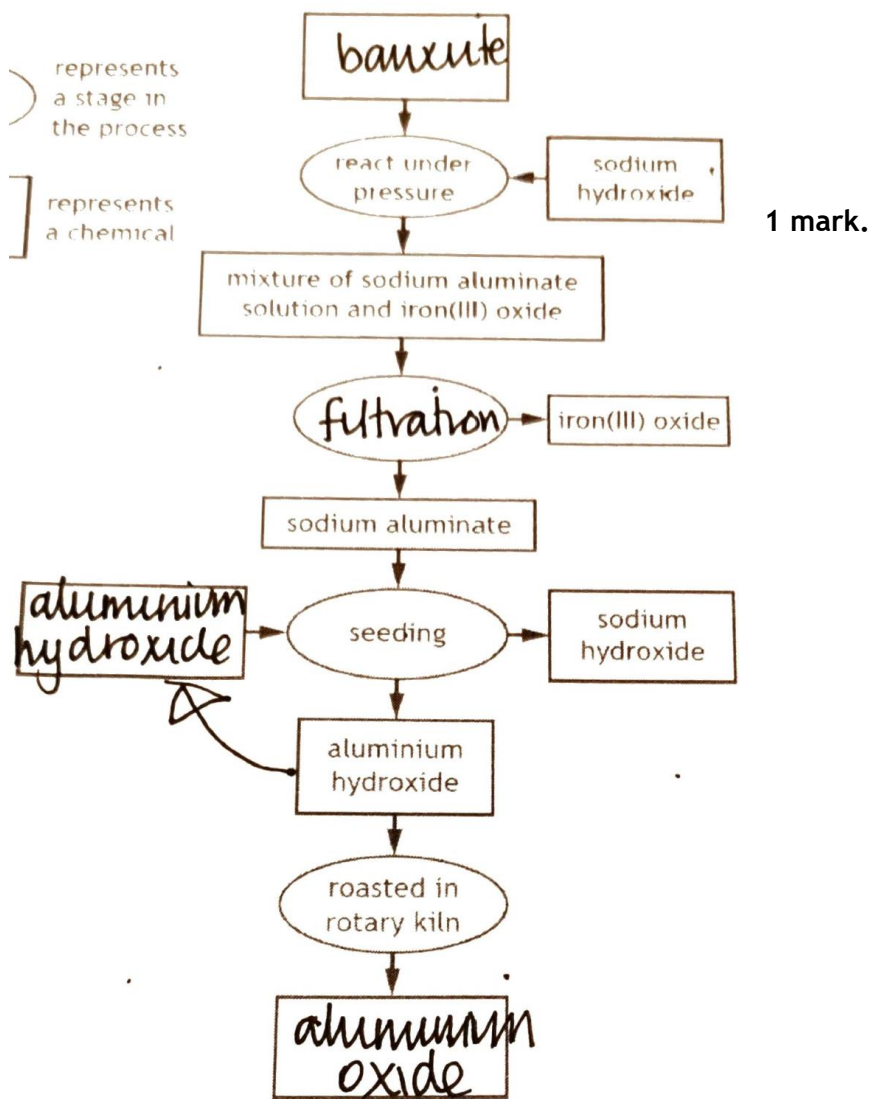 bauxite
represents
a stage in
the process
react under
pressure
sodium
hydroxide
represents
a chemical
1 mark.
mixture of sodium aluminate
solution and iron(III) oxide
filtration
iron(III) oxide
sodium aluminate
aluminium
hydroxide
seeding
sodium
hydroxide
aluminium
hydroxide
roasted in
rotary kiln
aluminium
oxide